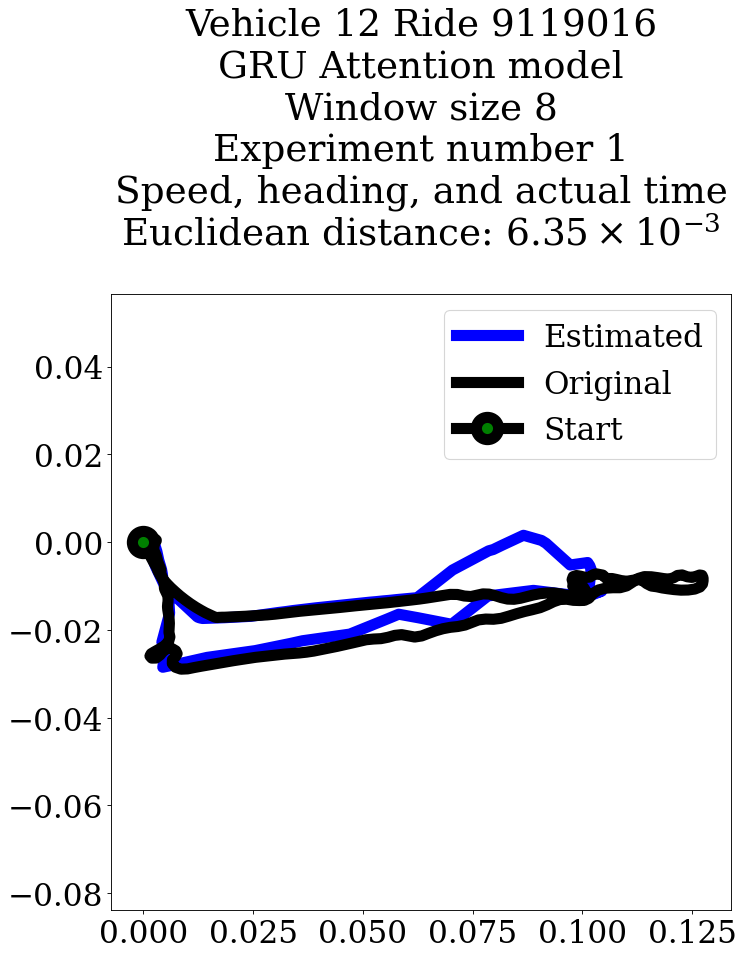 Vehicle 12 Ride 9119016
GRU Attention model
Window size 8
Experiment number 1
Speed, heading, and actual time
Euclidean distance: 6.35 × 10⁻³
Estimated
Original
Start
0.04
0.02
0.00
−0.02
−0.04
−0.06
−0.08
0.000 0.025 0.050 0.075 0.100 0.125